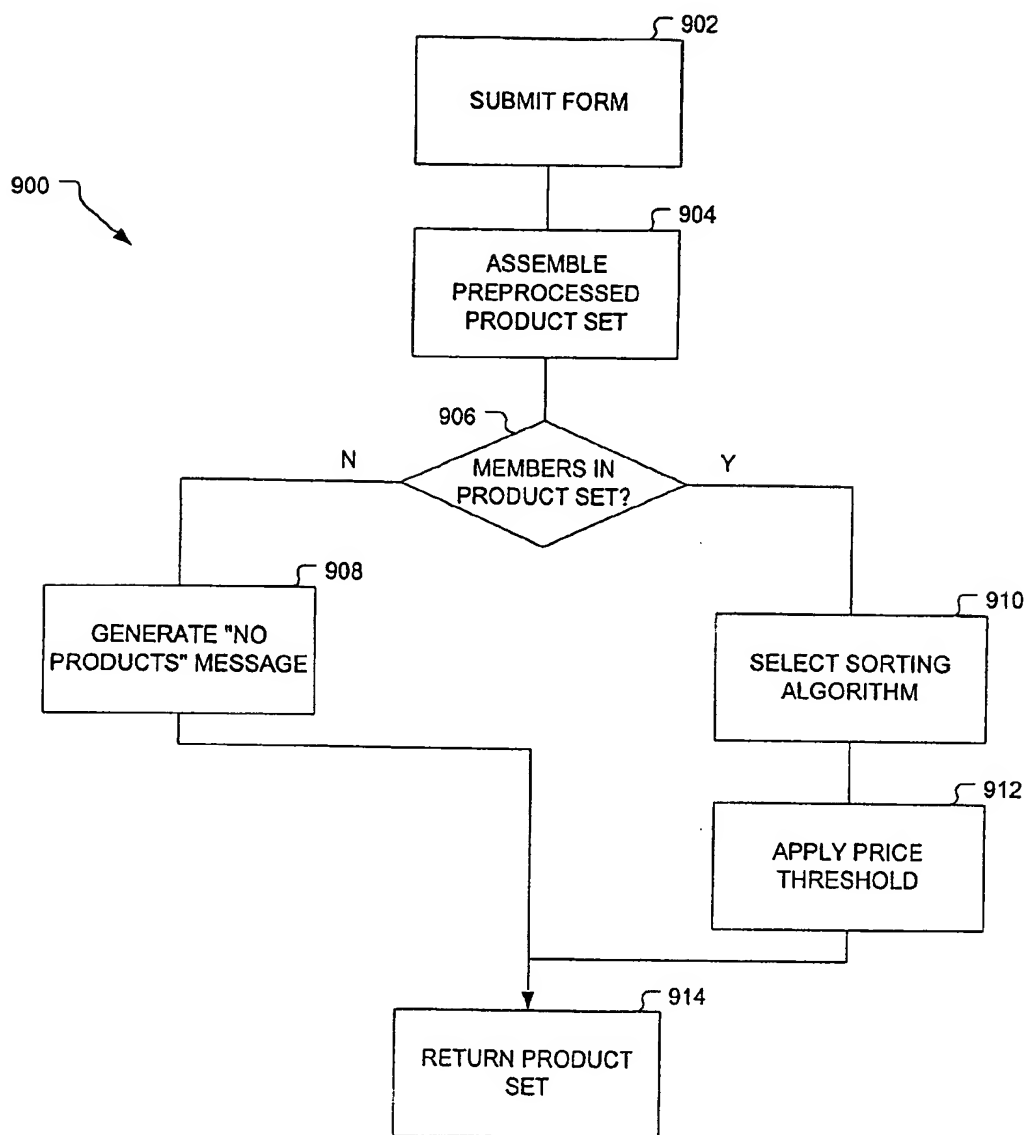 902
SUBMIT FORM
900
904
ASSEMBLE
PREPROCESSED
PRODUCT SET
906
N
MEMBERS IN
PRODUCT SET?
Y
908
GENERATE "NO
PRODUCTS" MESSAGE
910
SELECT SORTING
ALGORITHM
912
APPLY PRICE
THRESHOLD
914
RETURN PRODUCT
SET